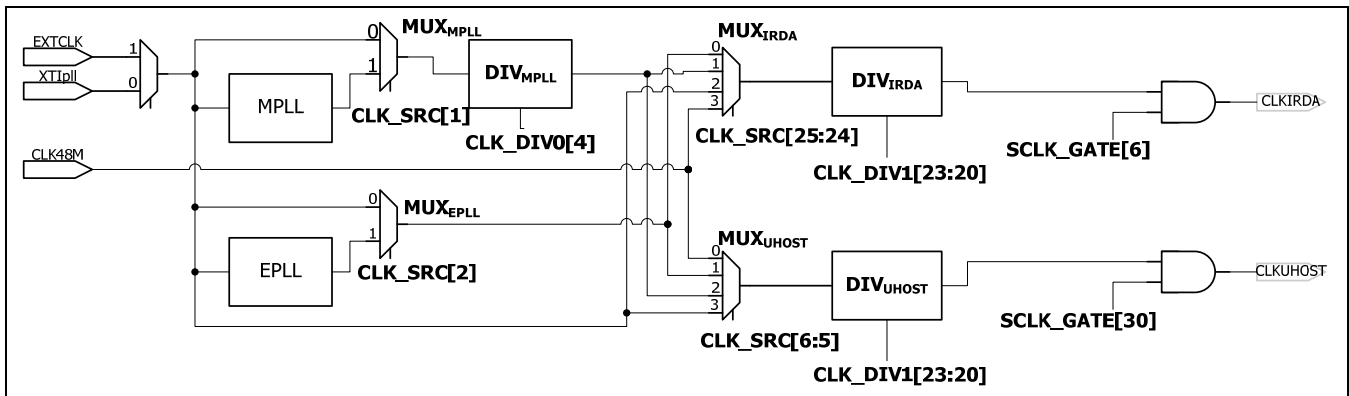 EXTCLK
1
XTIpll
0
MPLL
0
1
MUXMPLL
CLK_SRC[1]
DIVMPLL
CLK_DIV0[4]
MUXIRDA
0
1
2
3
CLK_SRC[25:24]
DIVIRDA
CLK_DIV1[23:20]
SCLK_GATE[6]
CLKIRDA
CLK48M
EPLL
0
1
MUXEPLL
CLK_SRC[2]
MUXUHOST
0
1
2
3
CLK_SRC[6:5]
DIVUHOST
CLK_DIV1[23:20]
SCLK_GATE[30]
CLKUHOST